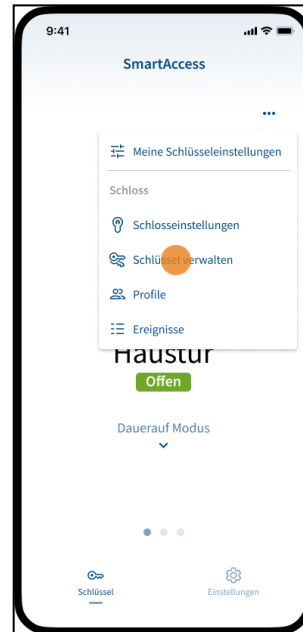 9:41
SmartAccess
Meine Schlüsseleinstellungen
Schloss
Schlosseinstellungen
Schlüssel verwalten
Profile
Ereignisse
Haustür
Offen
Dauerauf Modus
Schlüssel
Einstellungen